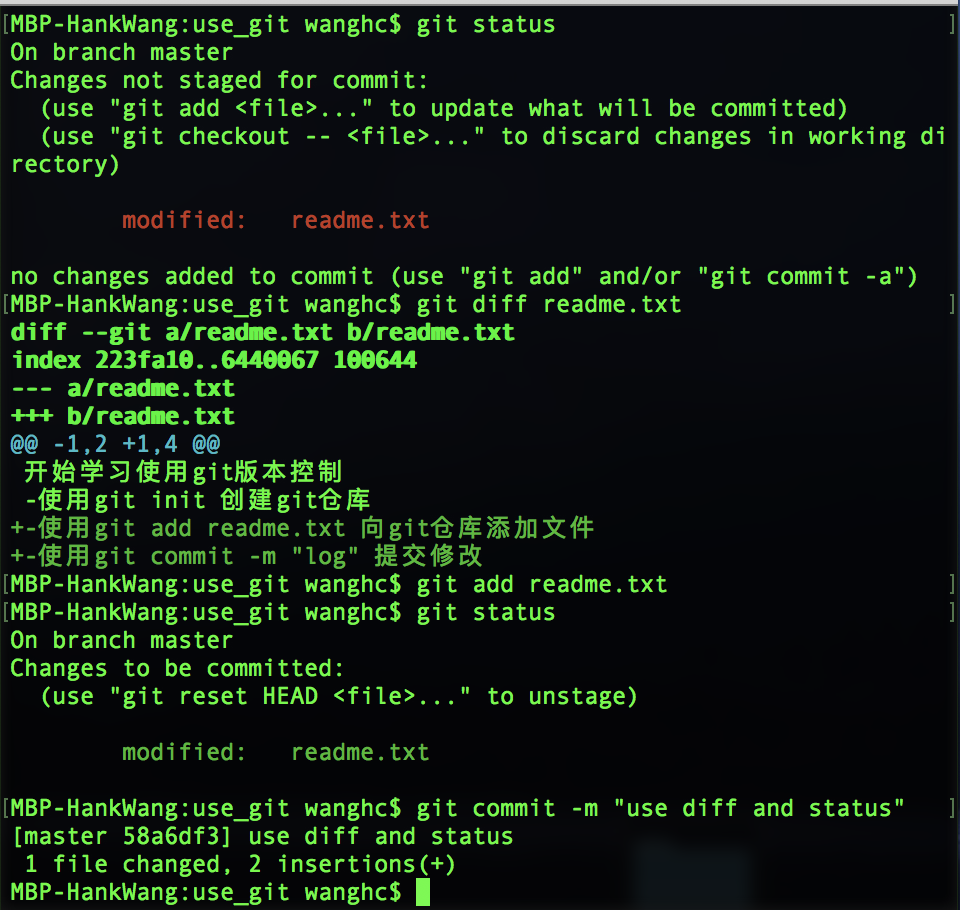 [MBP-HankWang:use_git wanghc$ git status ]
On branch master
Changes not staged for commit:
  (use "git add <file>..." to update what will be committed)
  (use "git checkout -- <file>..." to discard changes in working di
rectory)
        modified:   readme.txt
no changes added to commit (use "git add" and/or "git commit -a")
[MBP-HankWang:use_git wanghc$ git diff readme.txt ]
diff --git a/readme.txt b/readme.txt
index 223fa10..6440067 100644
--- a/readme.txt
+++ b/readme.txt
@@ -1,2 +1,4 @@
 开始学习使用git版本控制
 -使用git init 创建git仓库
+-使用git add readme.txt 向git仓库添加文件
+-使用git commit -m "log" 提交修改
[MBP-HankWang:use_git wanghc$ git add readme.txt ]
[MBP-HankWang:use_git wanghc$ git status ]
On branch master
Changes to be committed:
  (use "git reset HEAD <file>..." to unstage)
        modified:   readme.txt
[MBP-HankWang:use_git wanghc$ git commit -m "use diff and status" ]
[master 58a6df3] use diff and status
 1 file changed, 2 insertions(+)
MBP-HankWang:use_git wanghc$